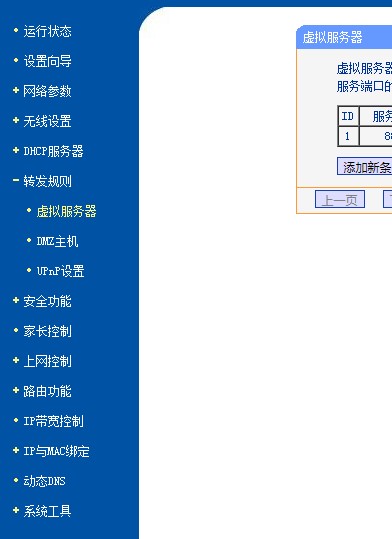 运行状态
设置向导
网络参数
无线设置
DHCP服务器
转发规则
虚拟服务器
DMZ主机
UPnP设置
安全功能
家长控制
上网控制
路由功能
IP带宽控制
IP与MAC绑定
动态DNS
系统工具
虚拟服务器
虚拟服务器
服务端口的
ID 服务
1 8
添加新条
上一页